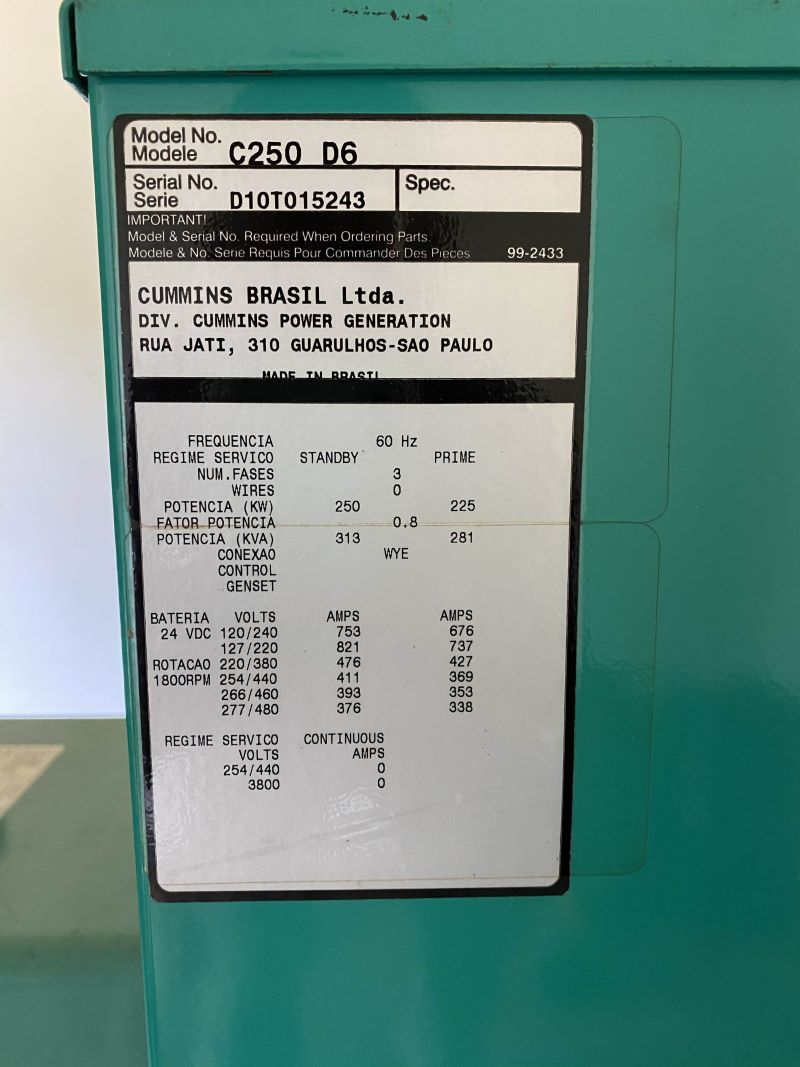 Model No.
Modele C250 D6
Serial No.
Serie D10T015243
Spec.
IMPORTANT!
Model & Serial No. Required When Ordering Parts.
Modele & No. Serie Requis Pour Commander Des Pieces 99-2433
CUMMINS BRASIL Ltda.
DIV. CUMMINS POWER GENERATION
RUA JATI, 310 GUARULHOS-SAO PAULO
MADE IN BRASIL
FREQUENCIA 60 Hz
REGIME SERVICO STANDBY PRIME
NUM.FASES 3
WIRES 0
POTENCIA (KW) 250 225
FATOR POTENCIA 0.8
POTENCIA (KVA) 313 281
CONEXAO WYE
CONTROL
GENSET
BATERIA VOLTS AMPS AMPS
24 VDC 120/240 753 676
127/220 821 737
ROTACAO 220/380 476 427
1800RPM 254/440 411 369
266/460 393 353
277/480 376 338
REGIME SERVICO CONTINUOUS
VOLTS AMPS
254/440 0
3800 0